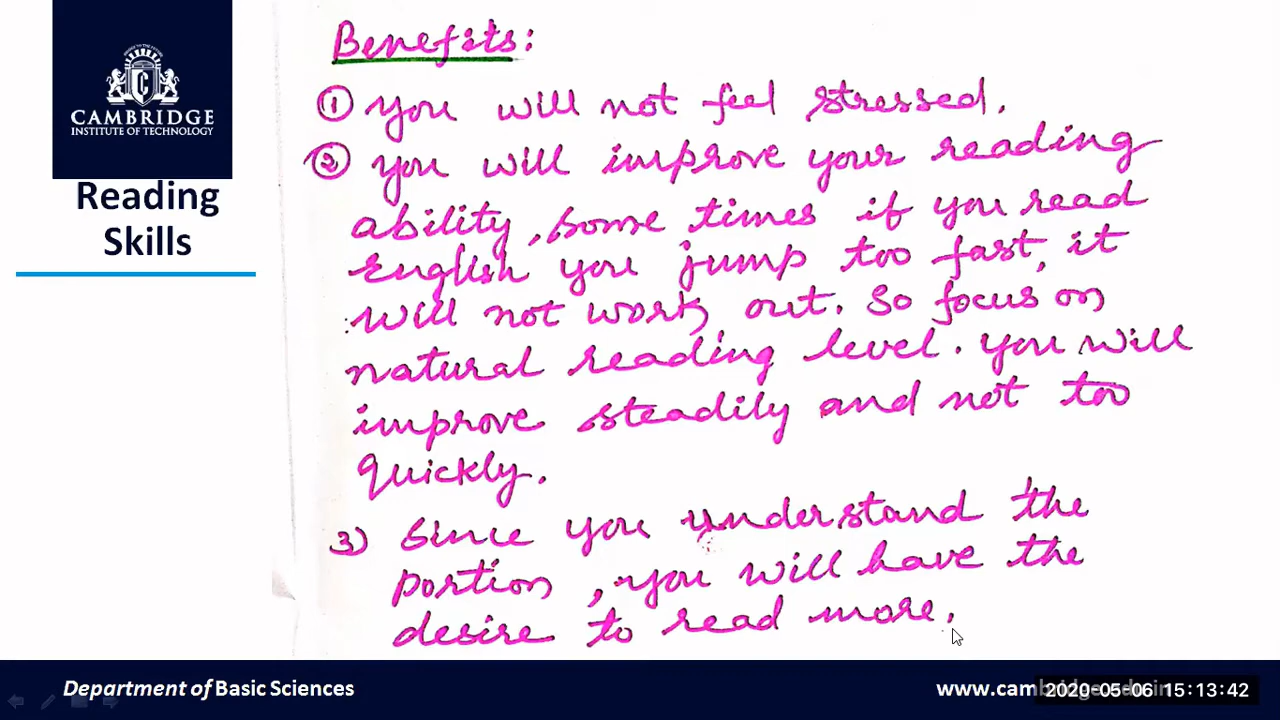 CAMBRIDGE
INSTITUTE OF TECHNOLOGY
Reading
Skills
Benefits:
① You will not feel stressed.
② You will improve your reading
ability, some times if you read
English you jump too fast, it
will not work out. So focus on
natural reading level. You will
improve steadily and not too
quickly.
3) Since you understand the
portion, you will have the
desire to read more.
Department of Basic Sciences
www.cam
2020-05-06 15:13:42